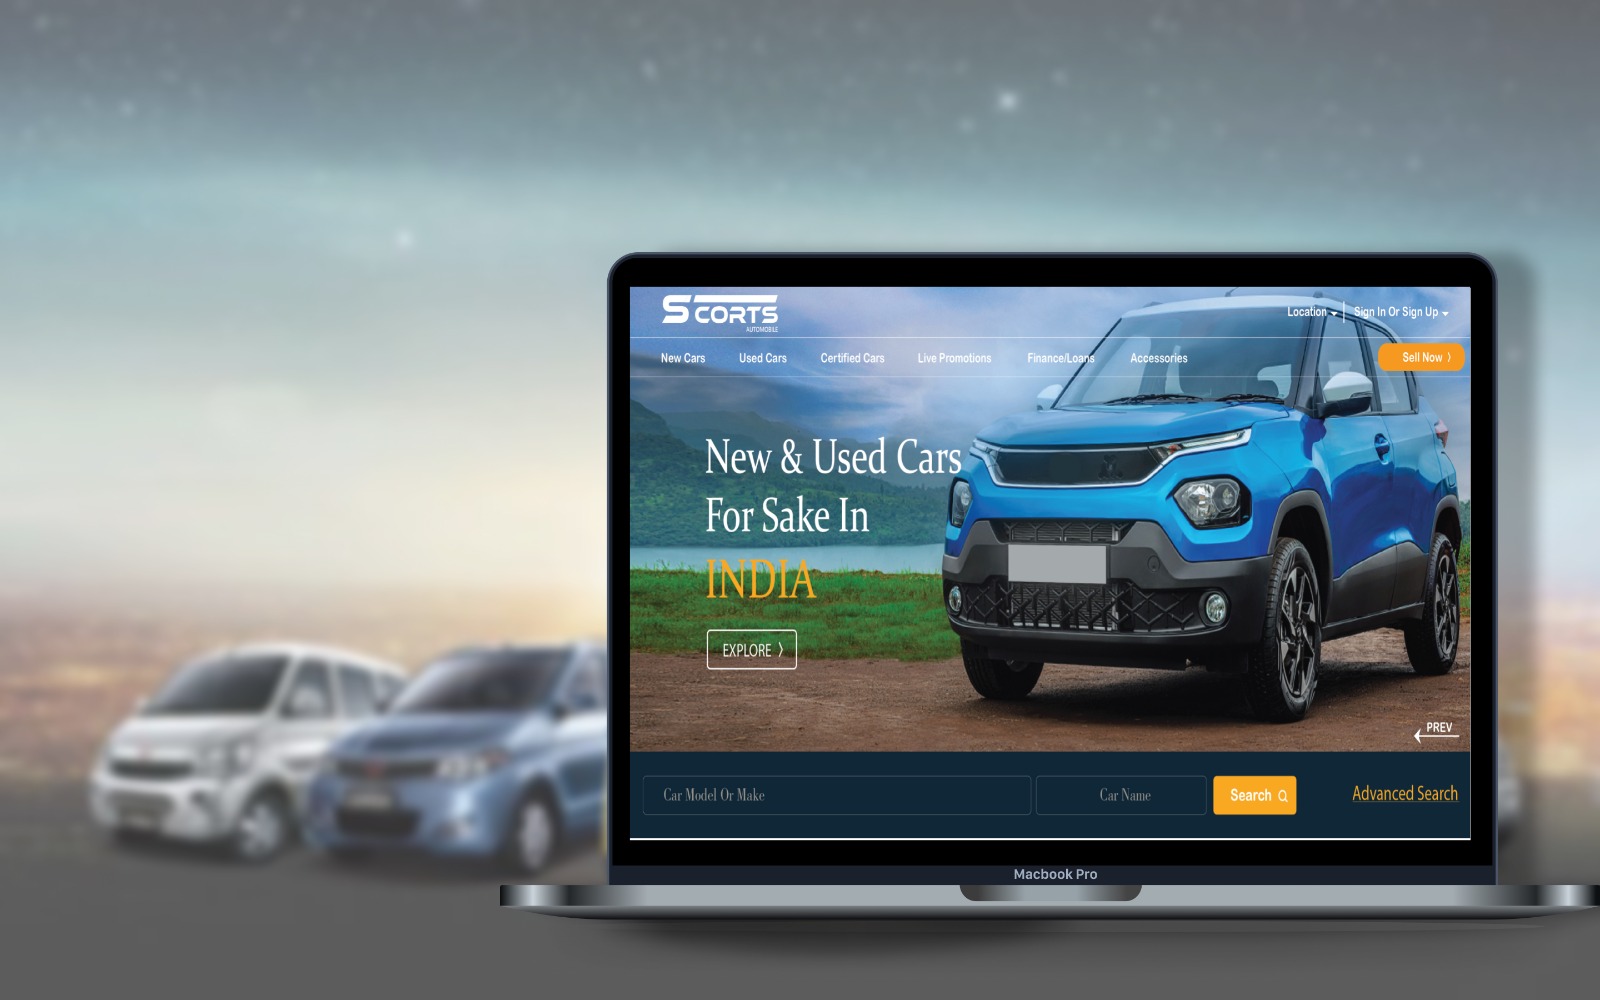 SCORTS
AUTOMOBILE
Location
Sign In Or Sign Up
New Cars
Used Cars
Certified Cars
Live Promotions
Finance/Loans
Accessories
Sell Now
New & Used Cars
For Sake In
INDIA
EXPLORE
PREV
Car Model Or Make
Car Name
Search
Advanced Search
Macbook Pro